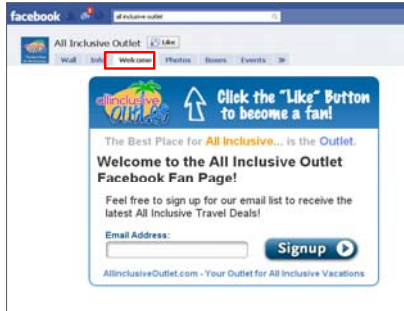 facebook
all inclusive outlet
All Inclusive Outlet Like
Wall Info Welcome Photos Boxes Events »
allinclusive Outlet
Click the "Like" Button
to become a fan!
The Best Place for All Inclusive... is the Outlet.
Welcome to the All Inclusive Outlet
Facebook Fan Page!
Feel free to sign up for our email list to receive the
latest All Inclusive Travel Deals!
Email Address:
Signup
AllinclusiveOutlet.com - Your Outlet for All Inclusive Vacations